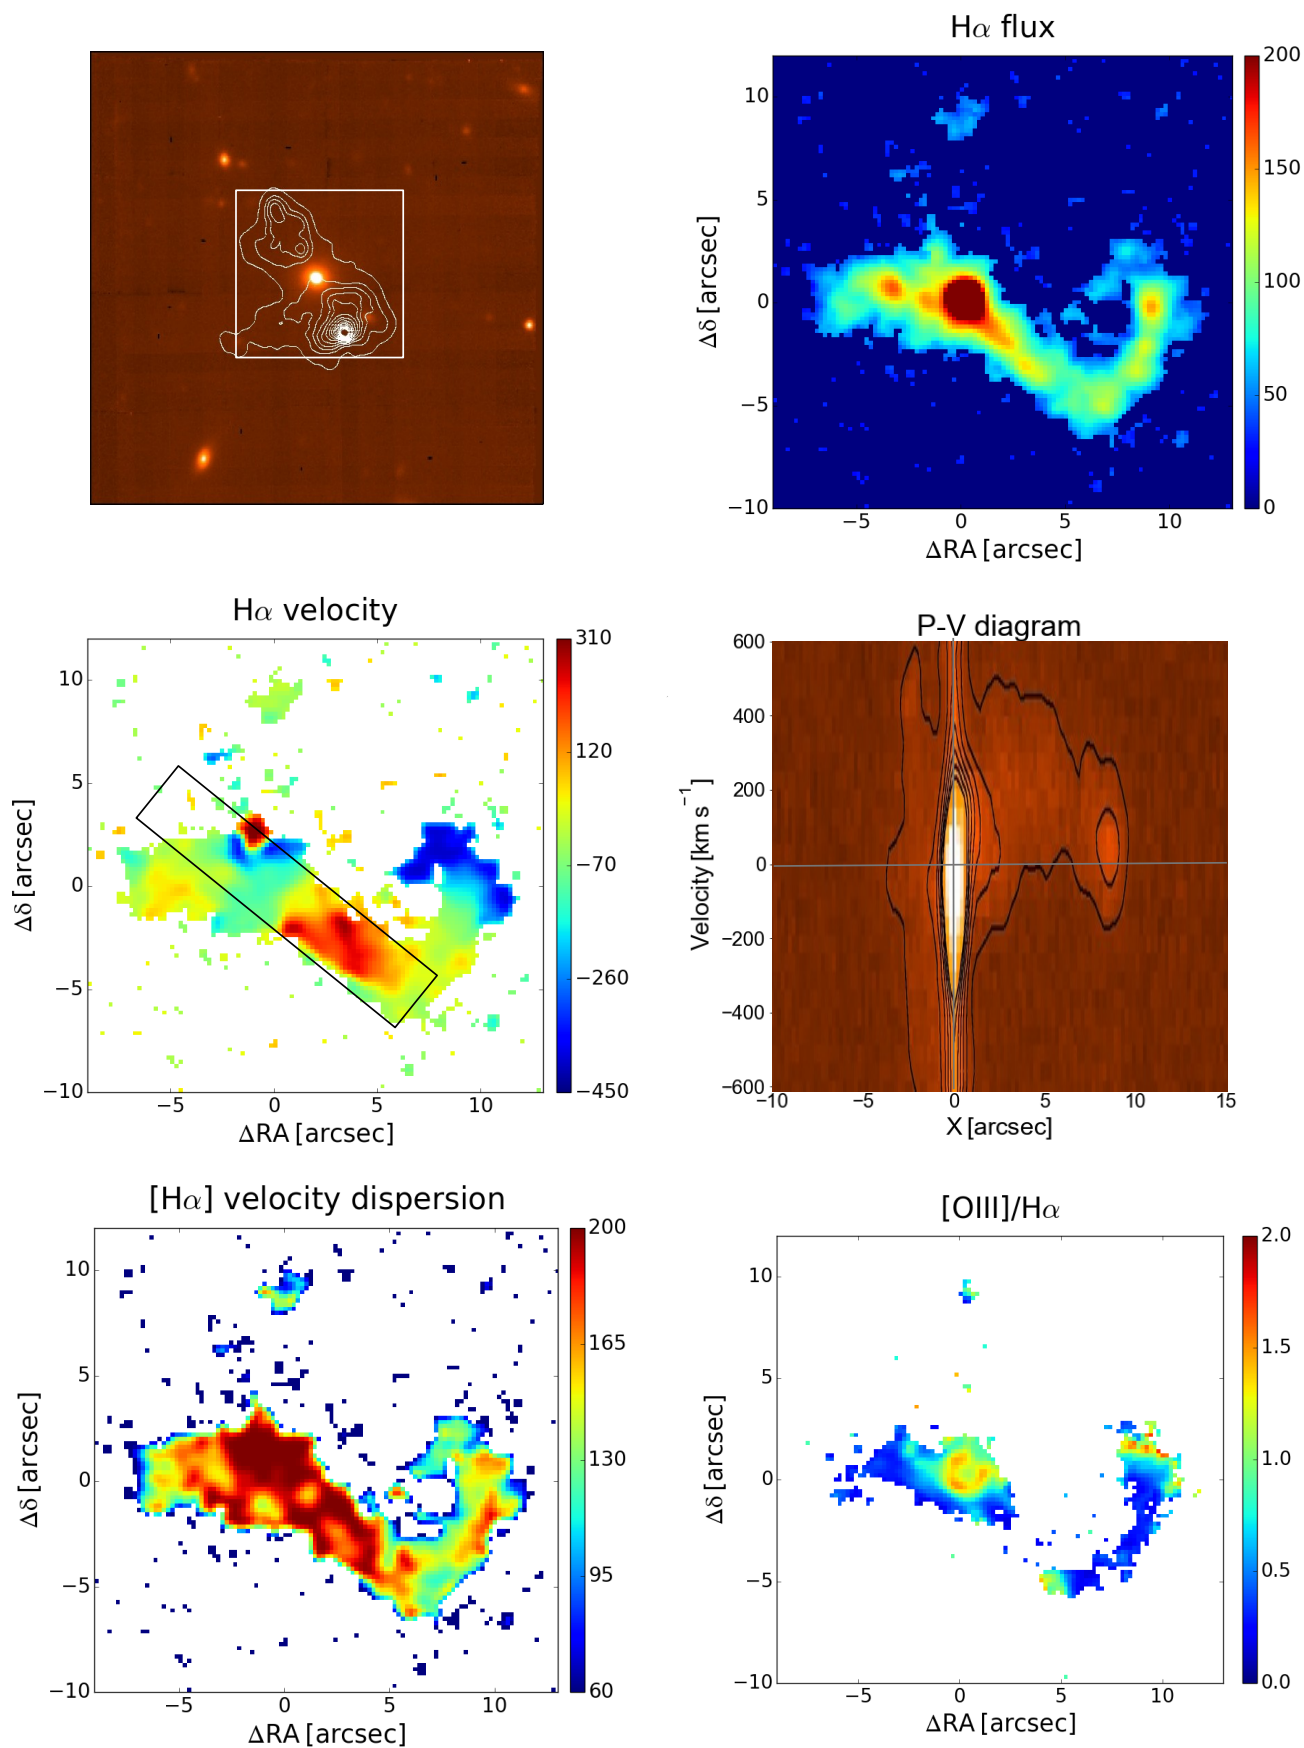 Hα flux
200
150
100
50
0
10
5
0
−5
−10
Δδ [arcsec]
−5 0 5 10
ΔRA [arcsec]
Hα velocity
310
120
−70
−260
−450
10
5
0
−5
−10
Δδ [arcsec]
−5 0 5 10
ΔRA [arcsec]
P-V diagram
600
400
200
0
−200
−400
−600
Velocity [km s⁻¹]
−10 −5 0 5 10 15
X [arcsec]
[Hα] velocity dispersion
200
165
130
95
60
10
5
0
−5
−10
Δδ [arcsec]
−5 0 5 10
ΔRA [arcsec]
[OIII]/Hα
2.0
1.5
1.0
0.5
0.0
10
5
0
−5
−10
Δδ [arcsec]
−5 0 5 10
ΔRA [arcsec]